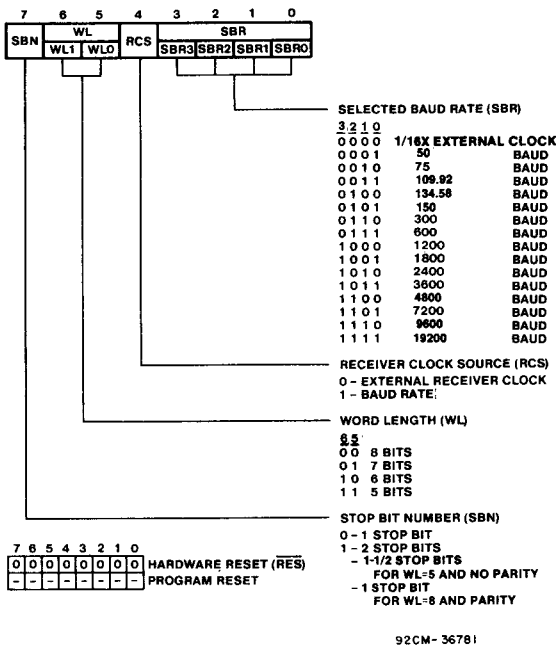 7 6 5 4 3 2 1 0
SBN WL RCS SBR
WL1 WL0 SBR3 SBR2 SBR1 SBR0
SELECTED BAUD RATE (SBR)
3 2 1 0
0 0 0 0 1/16X EXTERNAL CLOCK
0 0 0 1 50 BAUD
0 0 1 0 75 BAUD
0 0 1 1 109.92 BAUD
0 1 0 0 134.58 BAUD
0 1 0 1 150 BAUD
0 1 1 0 300 BAUD
0 1 1 1 600 BAUD
1 0 0 0 1200 BAUD
1 0 0 1 1800 BAUD
1 0 1 0 2400 BAUD
1 0 1 1 3600 BAUD
1 1 0 0 4800 BAUD
1 1 0 1 7200 BAUD
1 1 1 0 9600 BAUD
1 1 1 1 19200 BAUD
RECEIVER CLOCK SOURCE (RCS)
0 - EXTERNAL RECEIVER CLOCK
1 - BAUD RATE
WORD LENGTH (WL)
6 5
0 0 8 BITS
0 1 7 BITS
1 0 6 BITS
1 1 5 BITS
STOP BIT NUMBER (SBN)
0 - 1 STOP BIT
1 - 2 STOP BITS
- 1-1/2 STOP BITS
FOR WL=5 AND NO PARITY
- 1 STOP BIT
FOR WL=8 AND PARITY
7 6 5 4 3 2 1 0
0 0 0 0 0 0 0 0 HARDWARE RESET (RES)
- - - - - - - - PROGRAM RESET
92CM-36781